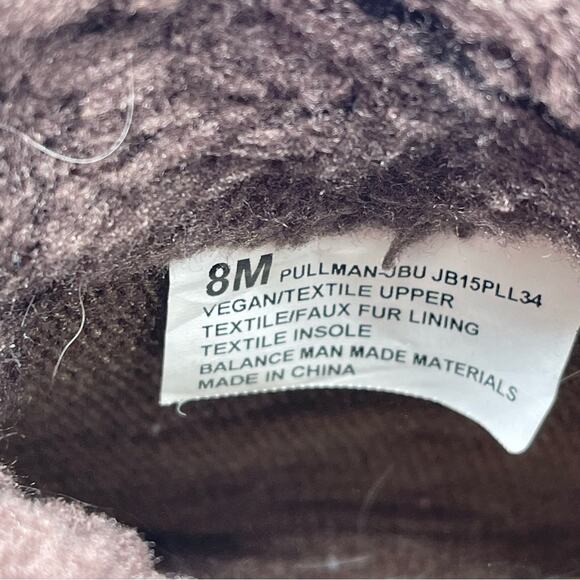 8M PULLMAN-JBU JB15PLL34
VEGAN/TEXTILE UPPER
TEXTILE/FAUX FUR LINING
TEXTILE INSOLE
BALANCE MAN MADE MATERIALS
MADE IN CHINA